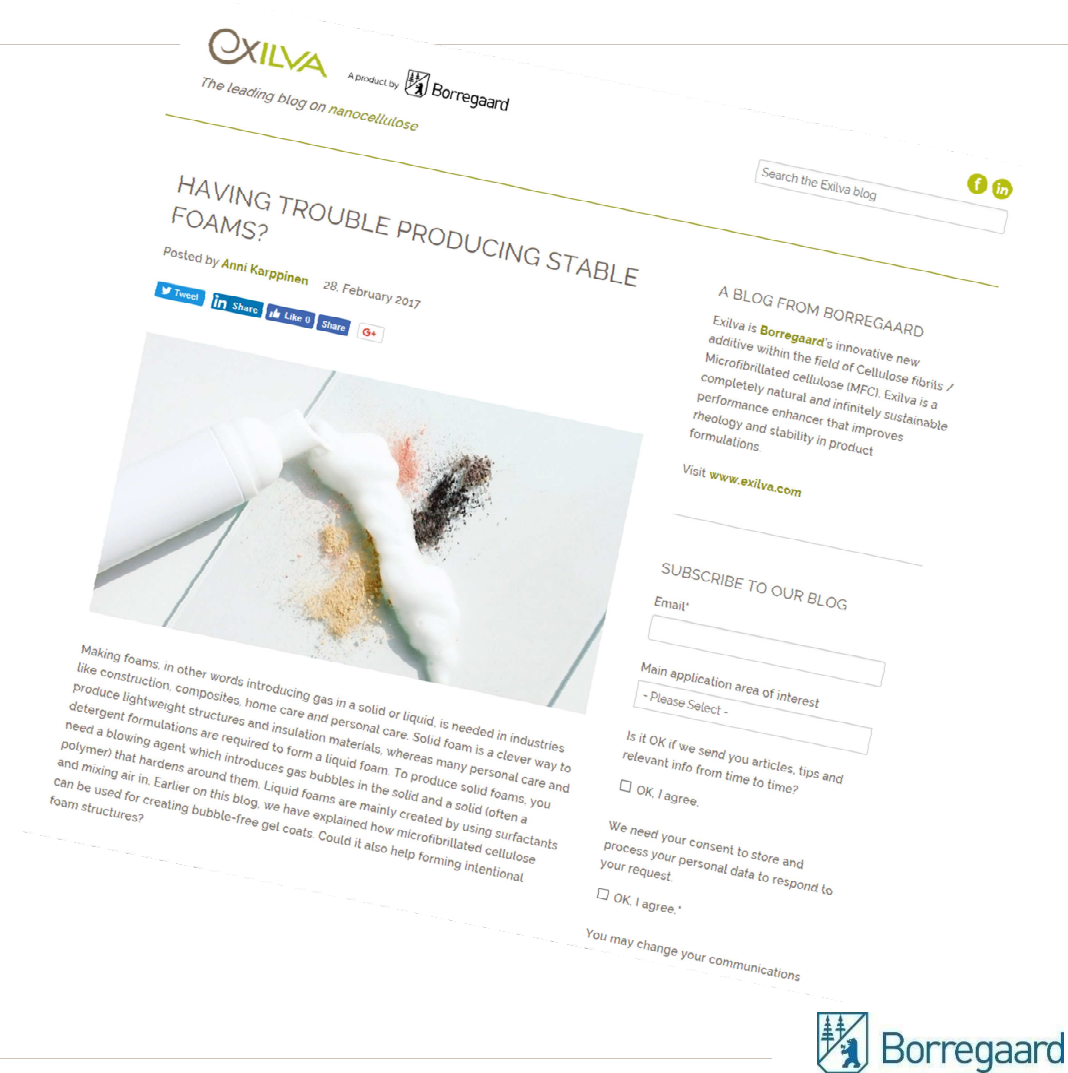 EXILVA
A product by Borregaard
The leading blog on nanocellulose
Search the Exilva blog
f in
HAVING TROUBLE PRODUCING STABLE
FOAMS?
Posted by Anni Karppinen 28. February 2017
Tweet in Share Like 0 Share G+
Making foams, in other words introducing gas in a solid or liquid, is needed in industries
like construction, composites, home care and personal care. Solid foam is a clever way to
produce lightweight structures and insulation materials, whereas many personal care and
detergent formulations are required to form a liquid foam. To produce solid foams, you
need a blowing agent which introduces gas bubbles in the solid and a solid (often a
polymer) that hardens around them. Liquid foams are mainly created by using surfactants
and mixing air in. Earlier on this blog, we have explained how microfibrillated cellulose
can be used for creating bubble-free gel coats. Could it also help forming intentional
foam structures?
A BLOG FROM BORREGAARD
Exilva is Borregaard's innovative new
additive within the field of Cellulose fibrils /
Microfibrillated cellulose (MFC). Exilva is a
completely natural and infinitely sustainable
performance enhancer that improves
rheology and stability in product
formulations.
Visit www.exilva.com
SUBSCRIBE TO OUR BLOG
Email*
Main application area of interest
- Please Select -
Is it OK if we send you articles, tips and
relevant info from time to time?
OK, I agree.
We need your consent to store and
process your personal data to respond to
your request.
OK, I agree.*
You may change your communications
Borregaard